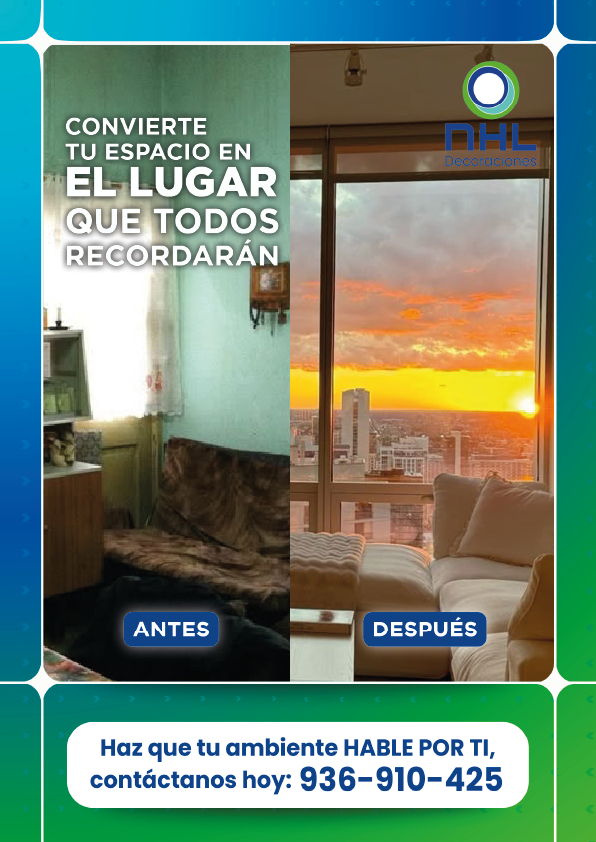 CONVIERTE
TU ESPACIO EN
EL LUGAR
QUE TODOS
RECORDARÁN
NHL
Decoraciones
ANTES
DESPUÉS
Haz que tu ambiente HABLE POR TI,
contáctanos hoy: 936-910-425